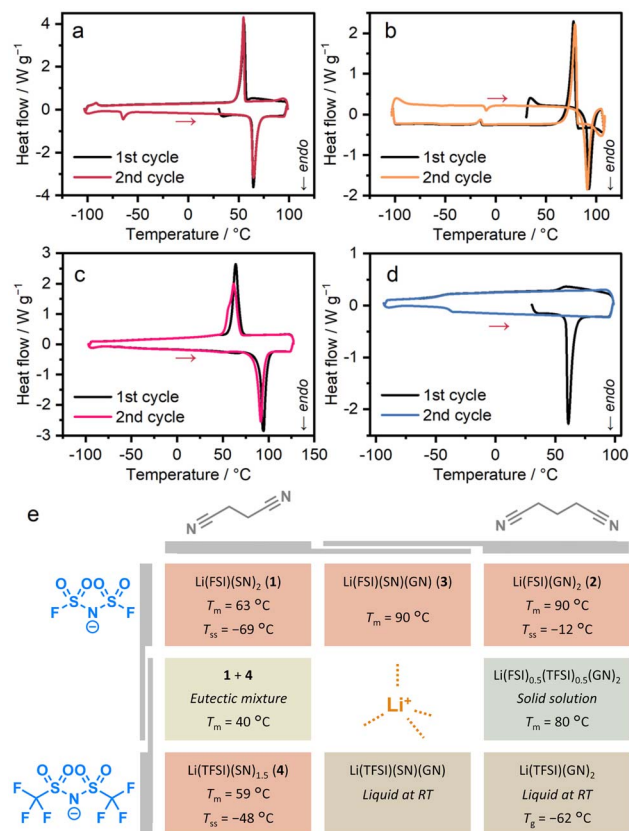 a
Heat flow / W g⁻¹
4
2
0
-2
-4
1st cycle
2nd cycle
↓ endo
-100 -50 0 50 100
Temperature / °C
b
Heat flow / W g⁻¹
2
1
0
-1
-2
1st cycle
2nd cycle
↓ endo
-100 -50 0 50 100
Temperature / °C
c
Heat flow / W g⁻¹
3
2
1
0
-1
-2
-3
1st cycle
2nd cycle
↓ endo
-100 -50 0 50 100 150
Temperature / °C
d
Heat flow / W g⁻¹
1
0
-1
-2
1st cycle
2nd cycle
↓ endo
-100 -50 0 50 100
Temperature / °C
e
N N
N N
O O O O
F S N S F
⊖
Li(FSI)(SN)₂ (1)
Tₘ = 63 °C
Tₛₛ = −69 °C
Li(FSI)(SN)(GN) (3)
Tₘ = 90 °C
Li(FSI)(GN)₂ (2)
Tₘ = 90 °C
Tₛₛ = −12 °C
1 + 4
Eutectic mixture
Tₘ = 40 °C
Li⁺
Li(FSI)₀.₅(TFSI)₀.₅(GN)₂
Solid solution
Tₘ = 80 °C
O O O O
F S N S F
F F ⊖ F F
Li(TFSI)(SN)₁.₅ (4)
Tₘ = 59 °C
Tₛₛ = −48 °C
Li(TFSI)(SN)(GN)
Liquid at RT
Li(TFSI)(GN)₂
Liquid at RT
T_g = −62 °C